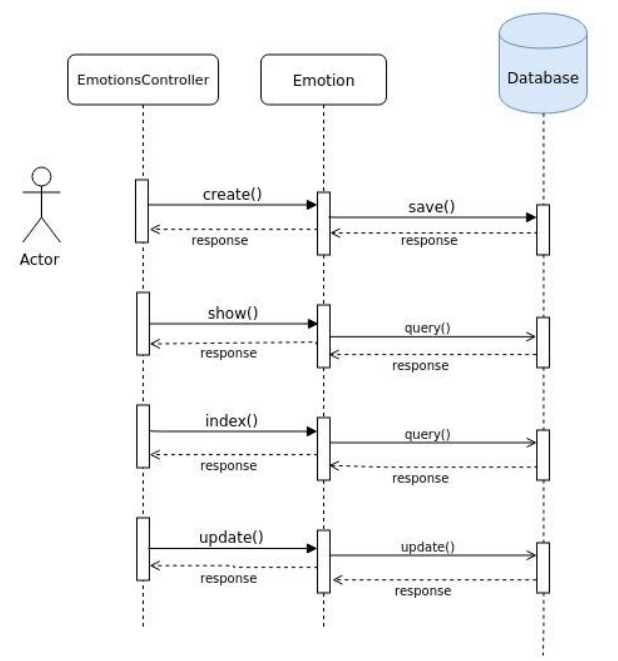 EmotionsController
Emotion
Database
Actor
create()
save()
response
response
show()
query()
response
response
index()
query()
response
response
update()
update()
response
response